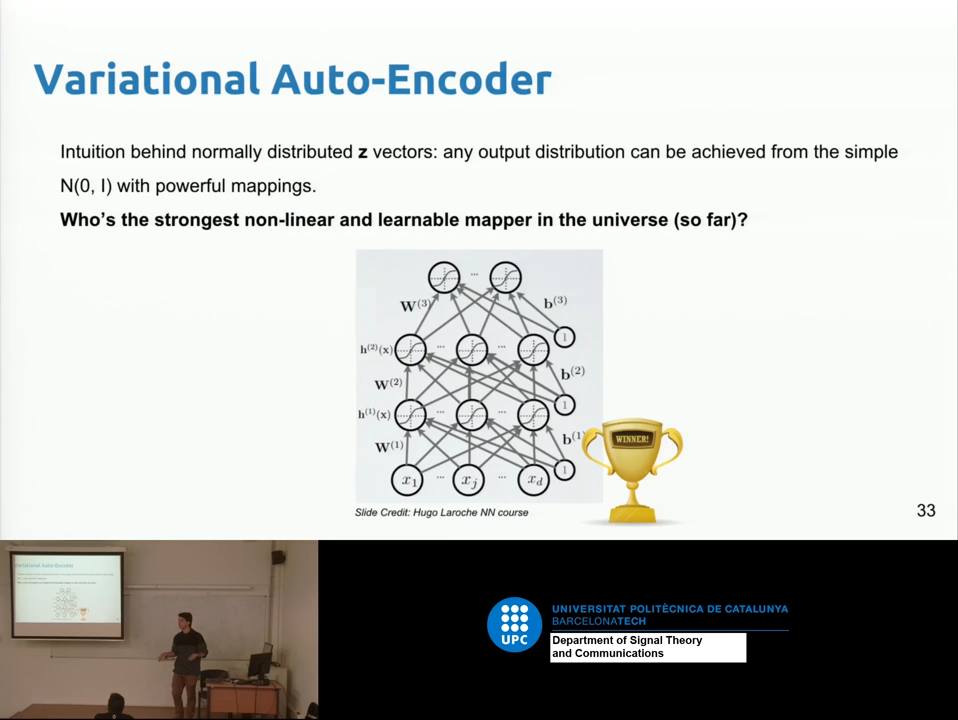 Variational Auto-Encoder
Intuition behind normally distributed z vectors: any output distribution can be achieved from the simple
N(0, I) with powerful mappings.
Who's the strongest non-linear and learnable mapper in the universe (so far)?
...
W(3)
b(3)
1
h(2)(x)
... ...
W(2)
b(2)
1
h(1)(x)
... ...
W(1)
b(1)
1
x1 ... xj ... xd
WINNER!
Slide Credit: Hugo Laroche NN course
33
Variational Auto-Encoder
UPC
UNIVERSITAT POLITÈCNICA DE CATALUNYA
BARCELONATECH
Department of Signal Theory
and Communications